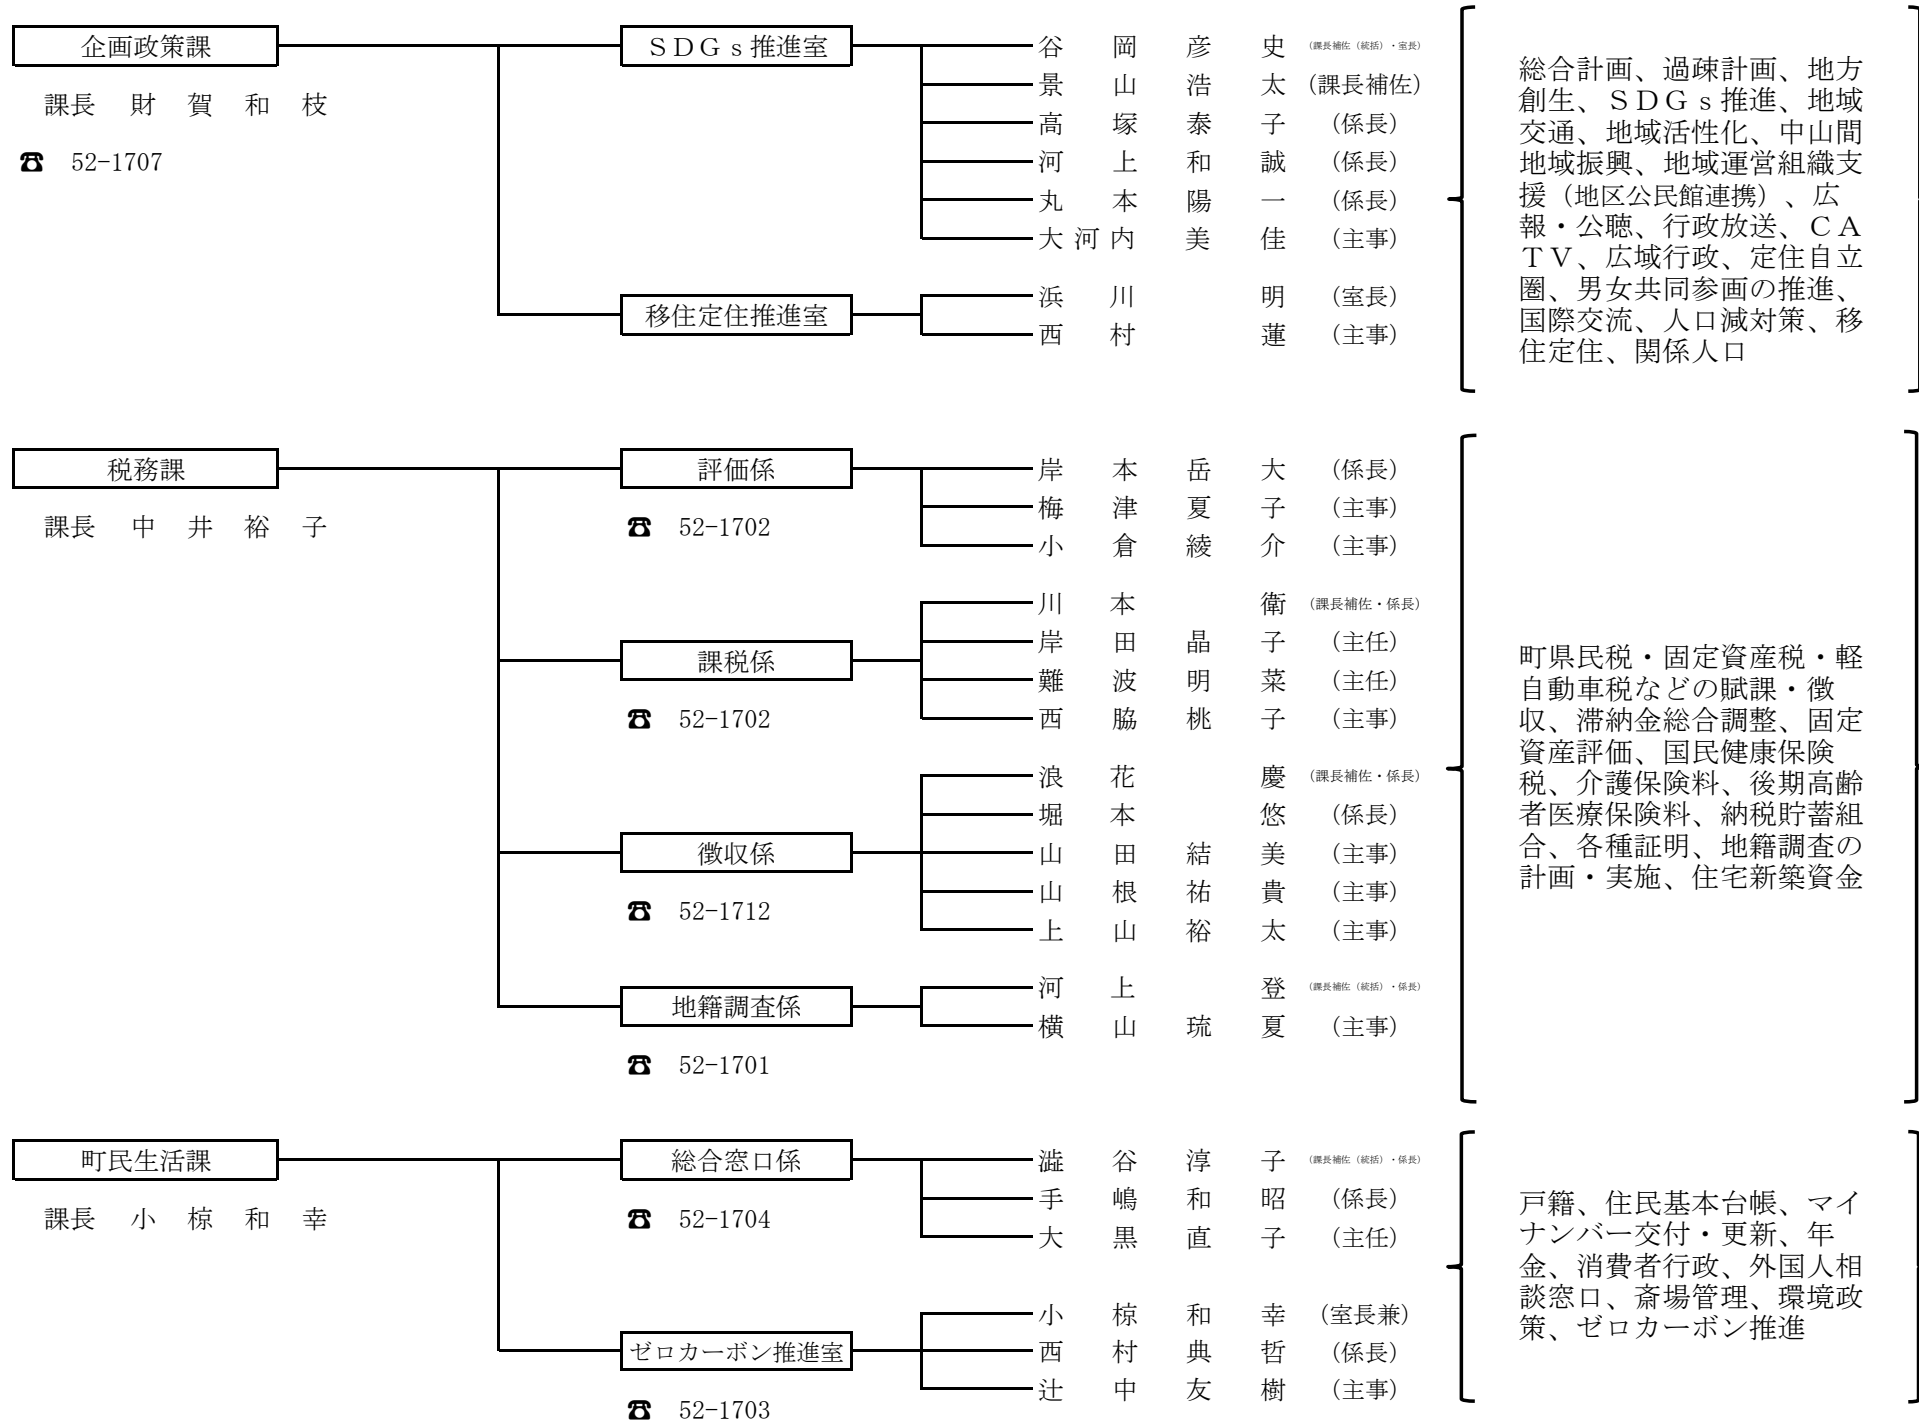 企画政策課
課長 財賀和枝
☎ 52-1707
ＳＤＧｓ推進室
谷岡彦史 (課長補佐（統括）・室長)
景山浩太 (課長補佐)
高塚泰子 (係長)
河上和誠 (係長)
丸本陽一 (係長)
大河内美佳 (主事)
移住定住推進室
浜川明 (室長)
西村蓮 (主事)
総合計画、過疎計画、地方
創生、ＳＤＧｓ推進、地域
交通、地域活性化、中山間
地域振興、地域運営組織支
援（地区公民館連携）、広
報・公聴、行政放送、ＣＡ
ＴＶ、広域行政、定住自立
圏、男女共同参画の推進、
国際交流、人口減対策、移
住定住、関係人口
税務課
課長 中井裕子
評価係
☎ 52-1702
岸本岳大 (係長)
梅津夏子 (主事)
小倉綾介 (主事)
課税係
☎ 52-1702
川本衛 (課長補佐・係長)
岸田晶子 (主任)
難波明菜 (主任)
西脇桃子 (主事)
徴収係
☎ 52-1712
浪花慶 (課長補佐・係長)
堀本悠 (係長)
山田結美 (主事)
山根祐貴 (主事)
上山裕太 (主事)
地籍調査係
☎ 52-1701
河上登 (課長補佐（統括）・係長)
横山琉夏 (主事)
町県民税・固定資産税・軽
自動車税などの賦課・徴
収、滞納金総合調整、固定
資産評価、国民健康保険
税、介護保険料、後期高齢
者医療保険料、納税貯蓄組
合、各種証明、地籍調査の
計画・実施、住宅新築資金
町民生活課
課長 小椋和幸
総合窓口係
☎ 52-1704
澁谷淳子 (課長補佐（統括）・係長)
手嶋和昭 (係長)
大黒直子 (主任)
ゼロカーボン推進室
☎ 52-1703
小椋和幸 (室長兼)
西村典哲 (係長)
辻中友樹 (主事)
戸籍、住民基本台帳、マイ
ナンバー交付・更新、年
金、消費者行政、外国人相
談窓口、斎場管理、環境政
策、ゼロカーボン推進